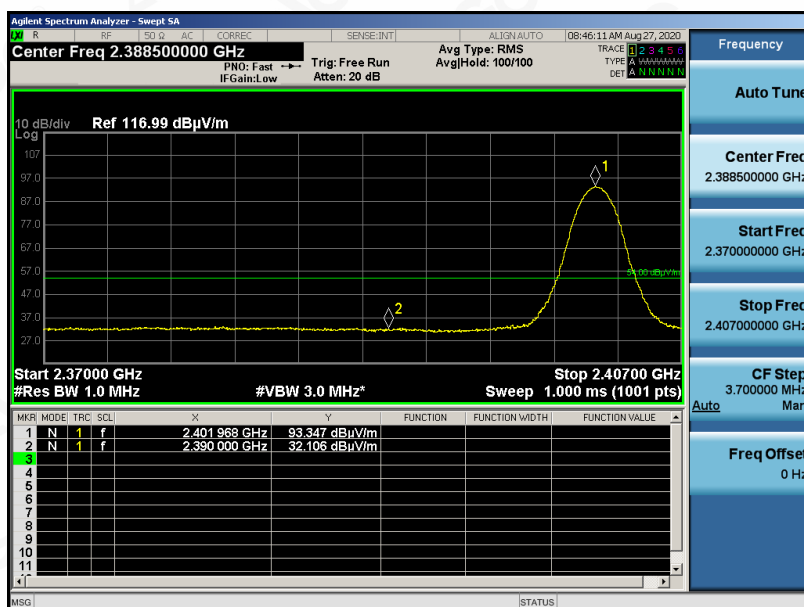 Agilent Spectrum Analyzer - Swept SA
LXI R RF 50 Ω AC CORREC SENSE:INT ALIGN AUTO 08:46:11 AM Aug 27, 2020
Center Freq 2.388500000 GHz
PNO: Fast
IFGain:Low
Trig: Free Run
Atten: 20 dB
Avg Type: RMS
Avg|Hold: 100/100
TRACE 1 2 3 4 5 6
TYPE A WWWWW
DET A N N N N N
10 dB/div Ref 116.99 dBµV/m
Log
107
97.0
87.0
77.0
67.0
57.0
47.0
37.0
27.0
1
2
54.00 dBµV/m
Start 2.37000 GHz Stop 2.40700 GHz
#Res BW 1.0 MHz #VBW 3.0 MHz* Sweep 1.000 ms (1001 pts)
MKR MODE TRC SCL X Y FUNCTION FUNCTION WIDTH FUNCTION VALUE
1 N 1 f 2.401 968 GHz 93.347 dBµV/m
2 N 1 f 2.390 000 GHz 32.106 dBµV/m
3
4
5
6
7
8
9
10
11
MSG STATUS
Frequency
Auto Tune
Center Freq
2.388500000 GHz
Start Freq
2.370000000 GHz
Stop Freq
2.407000000 GHz
CF Step
3.700000 MHz
Auto Man
Freq Offset
0 Hz